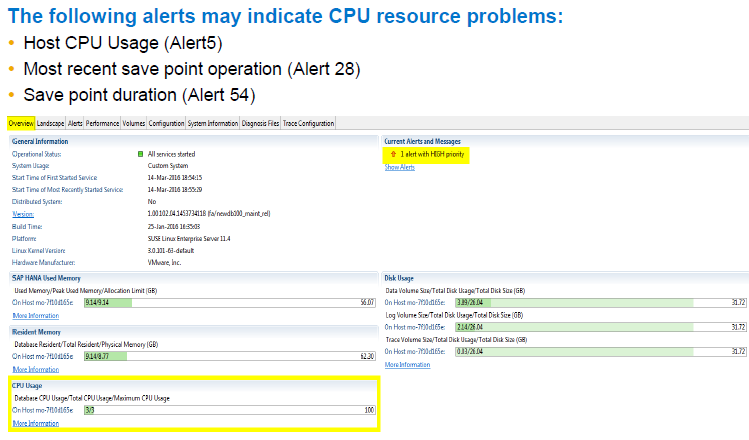 The following alerts may indicate CPU resource problems:
• Host CPU Usage (Alert5)
• Most recent save point operation (Alert 28)
• Save point duration (Alert 54)
Overview Landscape Alerts Performance Volumes Configuration System Information Diagnosis Files Trace Configuration
General Information
Operational Status: All services started
System Usage: Custom System
Start Time of First Started Service: 14-Mar-2016 18:54:15
Start Time of Most Recently Started Service: 14-Mar-2016 18:55:29
Distributed System: No
Version: 1.00.102.04.1453734118 (fa/newdb100_maint_rel)
Build Time: 25-Jan-2016 16:35:03
Platform: SUSE Linux Enterprise Server 11.4
Linux Kernel Version: 3.0.101-63-default
Hardware Manufacturer: VMware, Inc.
Current Alerts and Messages
1 alert with HIGH priority
Show Alerts
SAP HANA Used Memory
Used Memory/Peak Used Memory/Allocation Limit (GB)
On Host mo-7f10d165e: 9.14/9.14 56.07
More Information
Resident Memory
Database Resident/Total Resident/Physical Memory (GB)
On Host mo-7f10d165e: 9.14/8.77 62.30
More Information
CPU Usage
Database CPU Usage/Total CPU Usage/Maximum CPU Usage
On Host mo-7f10d165e: 3/3 100
More Information
Disk Usage
Data Volume Size/Total Disk Usage/Total Disk Size (GB)
On Host mo-7f10d165e: 3.89/26.04 31.72
Log Volume Size/Total Disk Usage/Total Disk Size (GB)
On Host mo-7f10d165e: 2.14/26.04 31.72
Trace Volume Size/Total Disk Usage/Total Disk Size (GB)
On Host mo-7f10d165e: 0.83/26.04 31.72
More Information